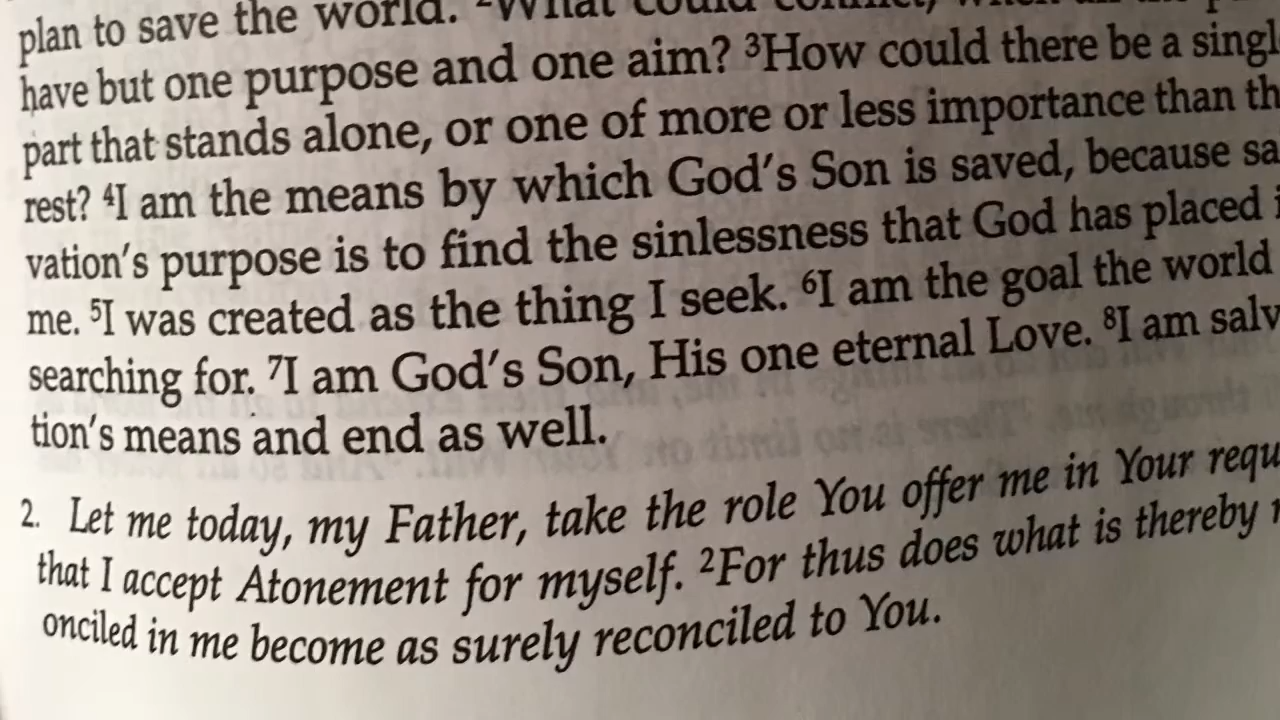 plan to save the world. ²What could conflict, when all the
have but one purpose and one aim? ³How could there be a singl
part that stands alone, or one of more or less importance than th
rest? ⁴I am the means by which God's Son is saved, because sa
vation's purpose is to find the sinlessness that God has placed i
me. ⁵I was created as the thing I seek. ⁶I am the goal the world
searching for. ⁷I am God's Son, His one eternal Love. ⁸I am salv
tion's means and end as well.
2. Let me today, my Father, take the role You offer me in Your requ
that I accept Atonement for myself. ²For thus does what is thereby r
onciled in me become as surely reconciled to You.